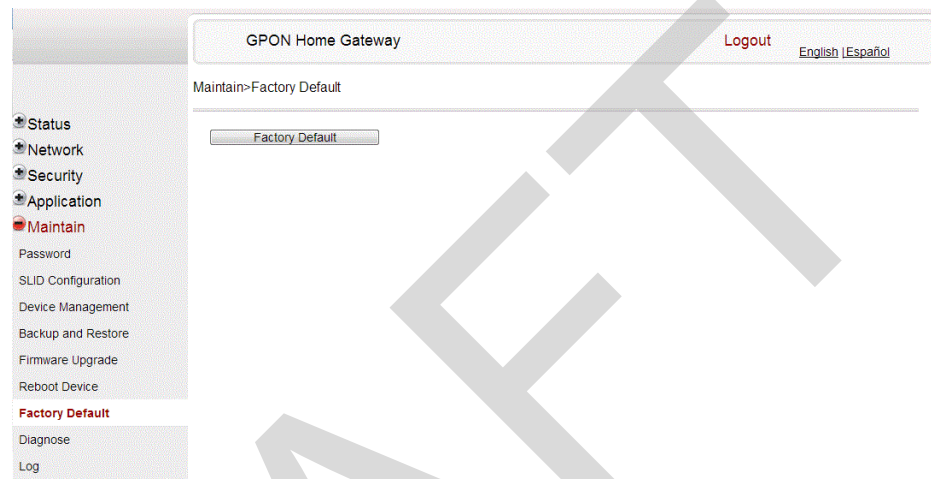 GPON Home Gateway
Logout
English |Español
Maintain>Factory Default
Factory Default
Status
Network
Security
Application
Maintain
Password
SLID Configuration
Device Management
Backup and Restore
Firmware Upgrade
Reboot Device
Factory Default
Diagnose
Log